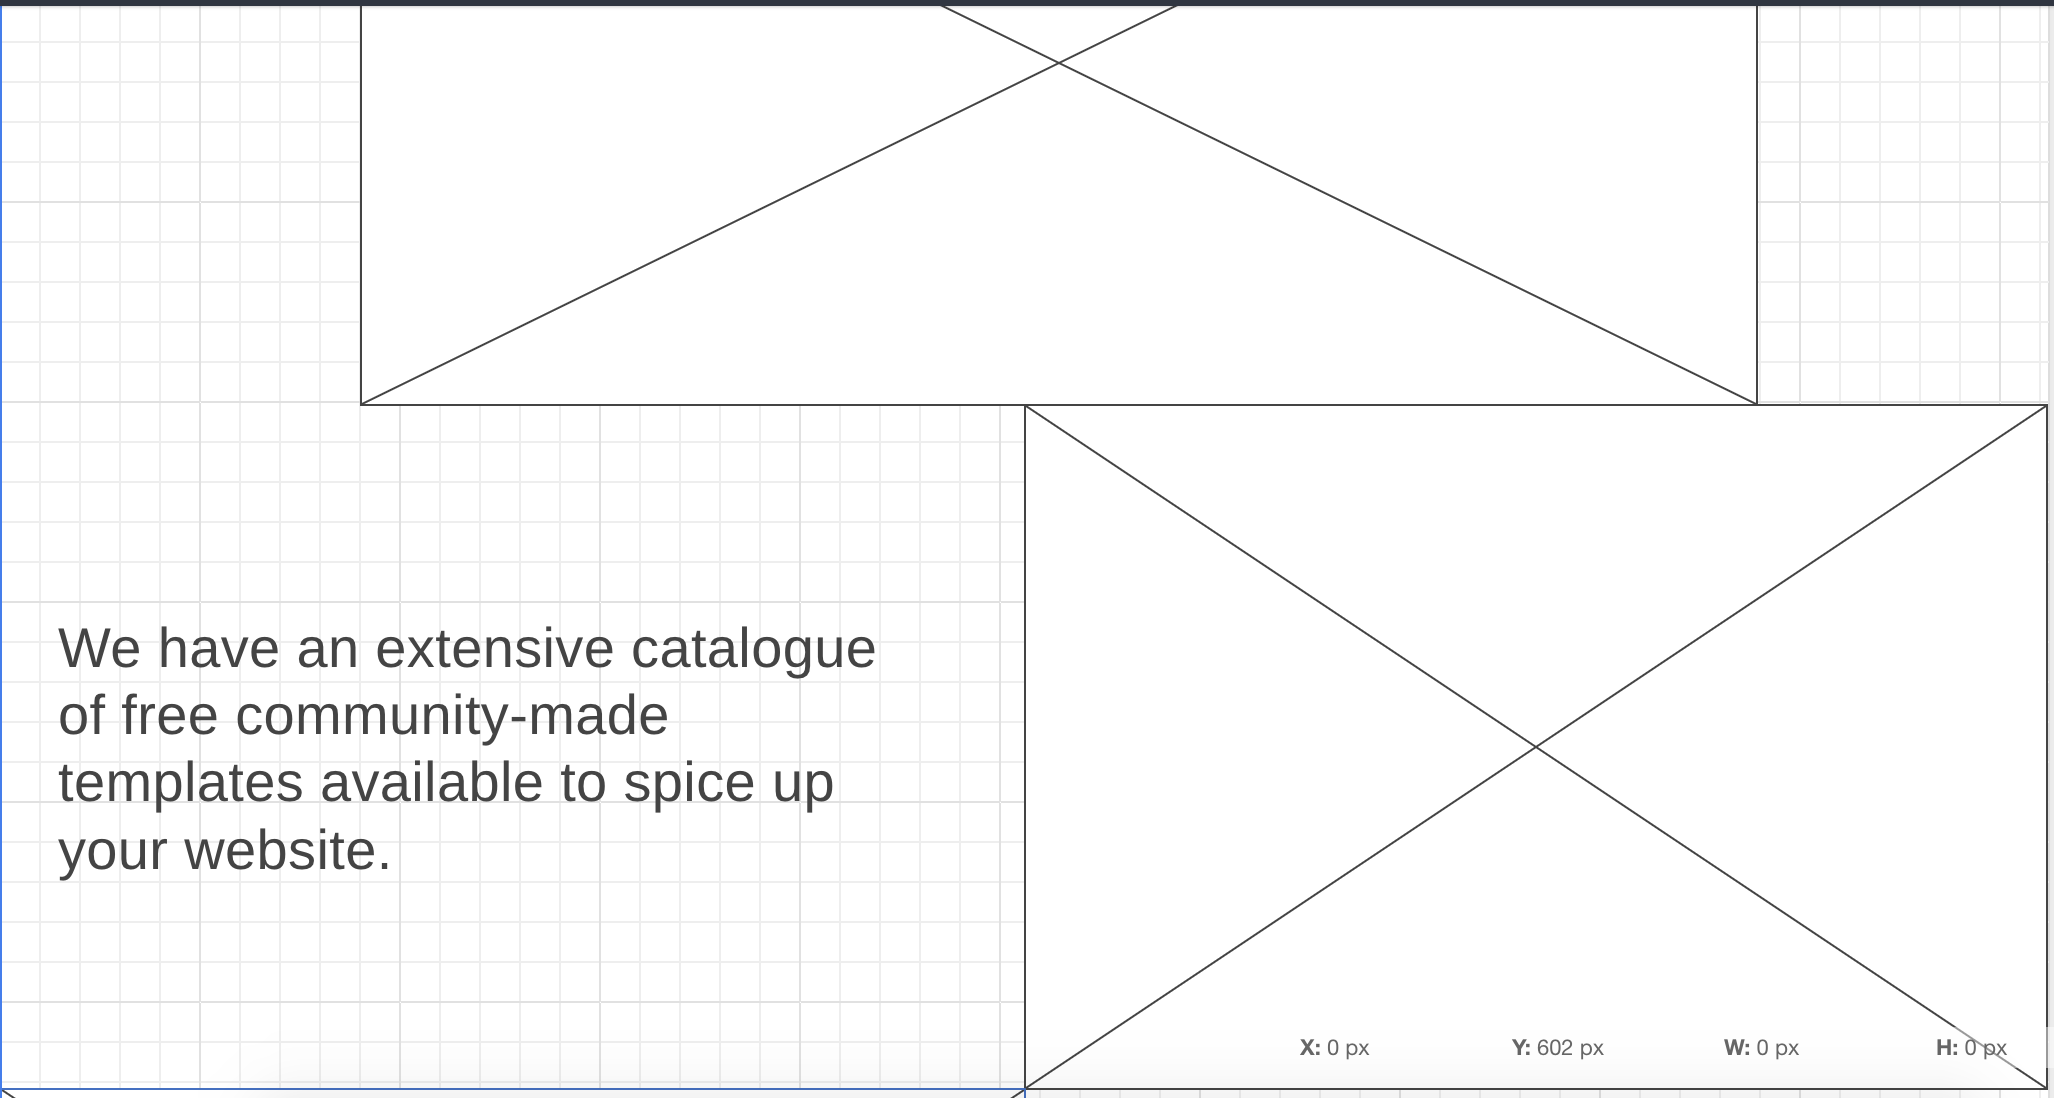 We have an extensive catalogue
of free community-made
templates available to spice up
your website.
X: 0 px Y: 602 px W: 0 px H: 0 px